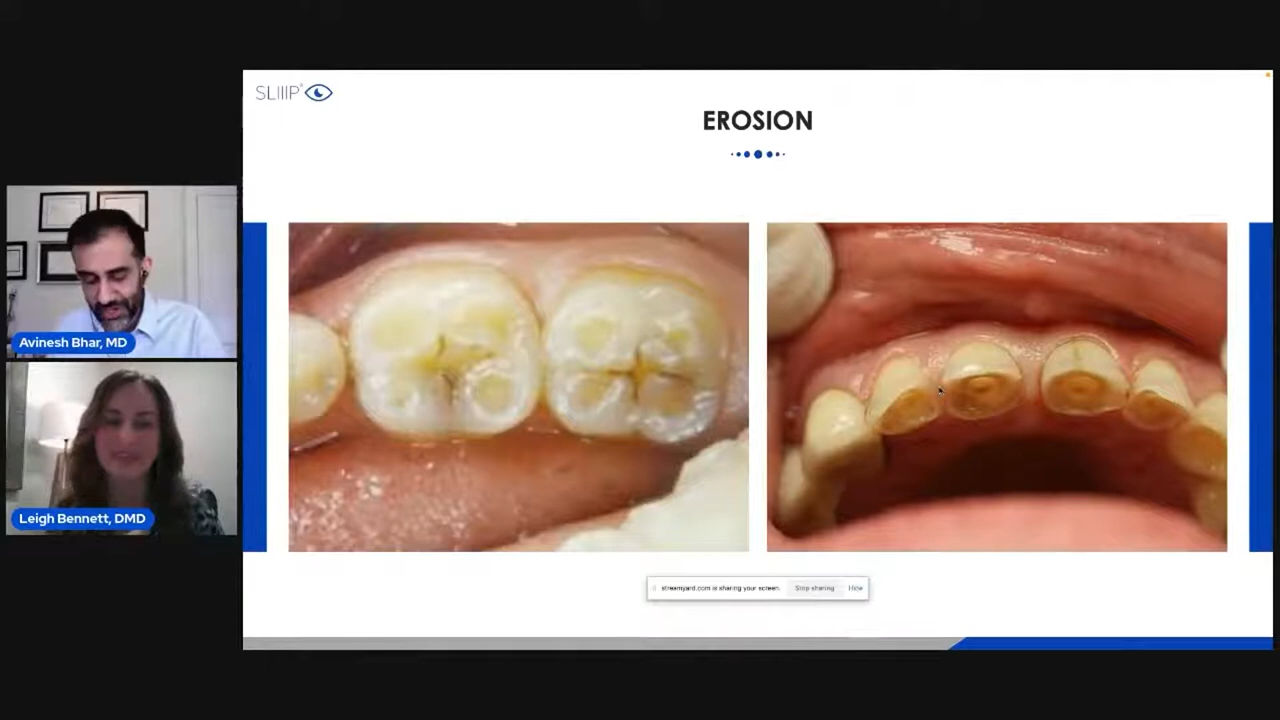 SLIIIP®
EROSION
Avinesh Bhar, MD
Leigh Bennett, DMD
streamyard.com is sharing your screen. Stop sharing Hide